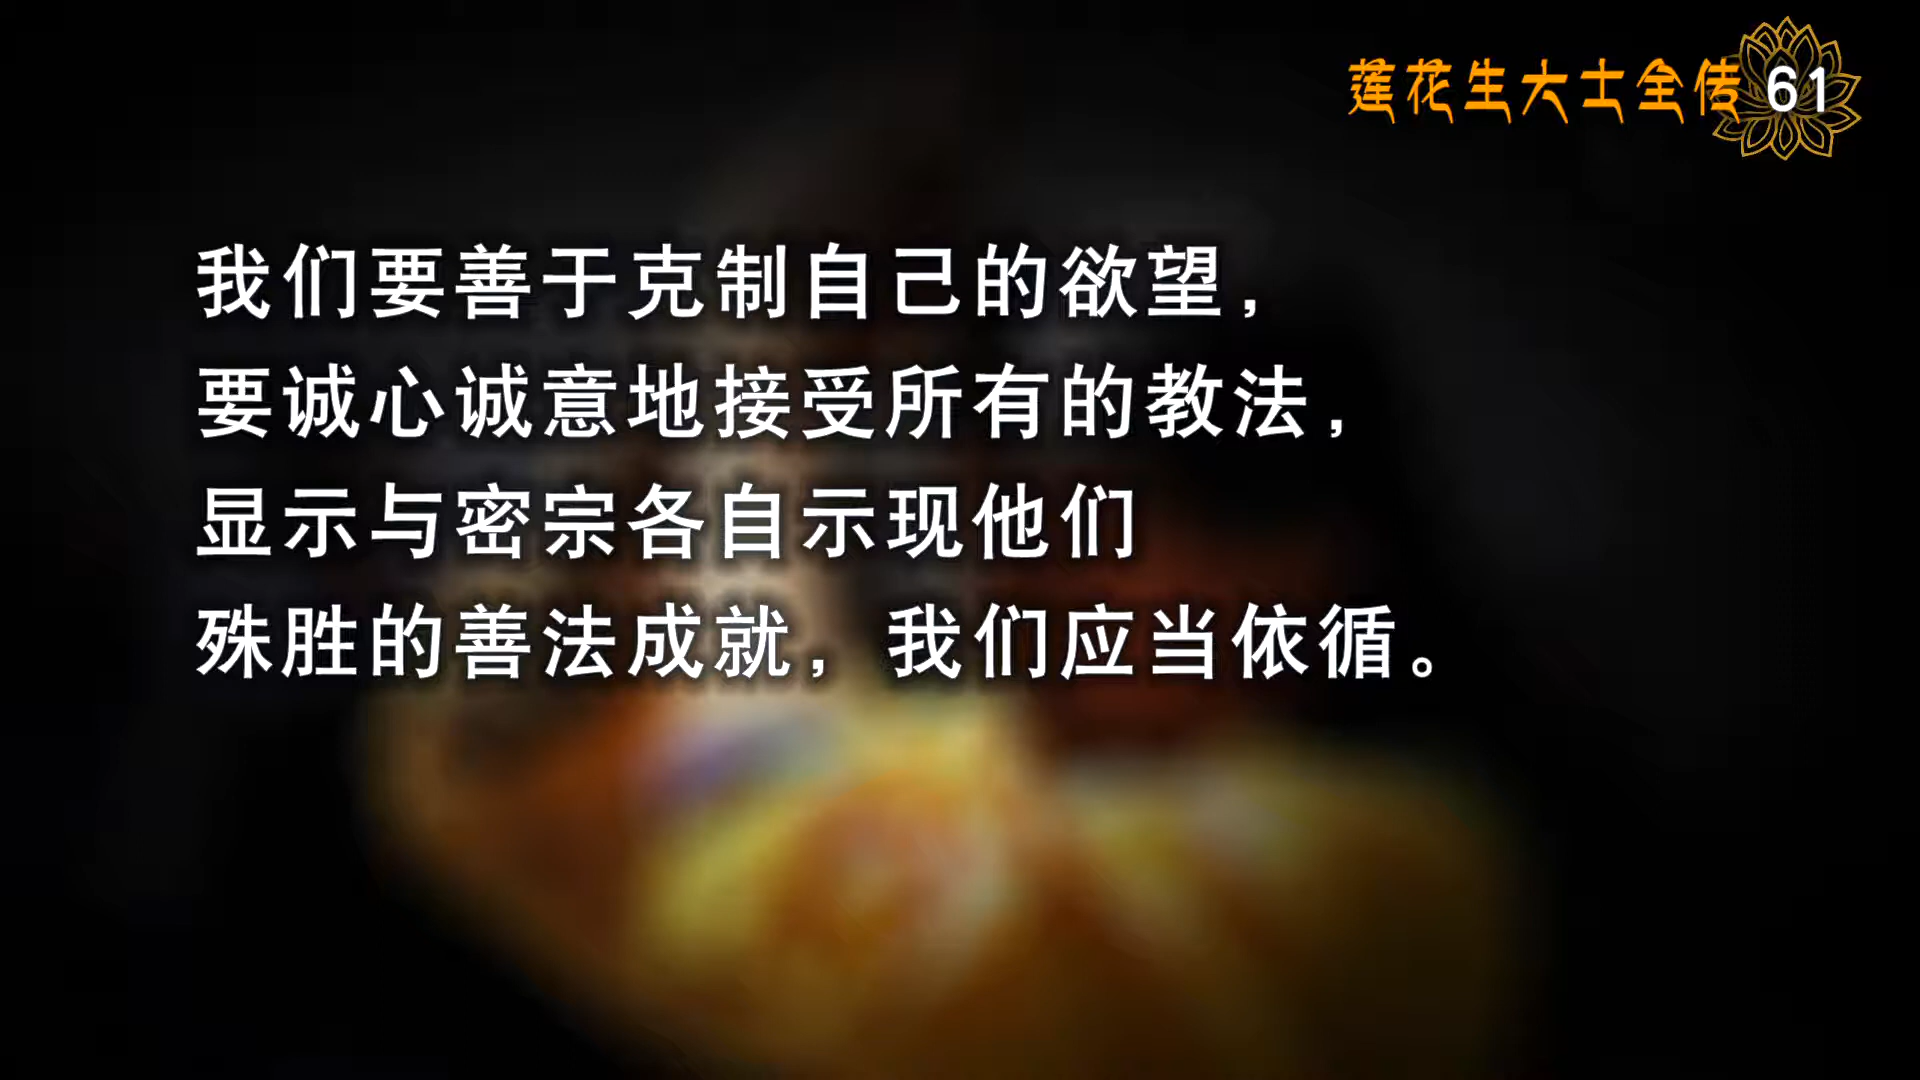 莲花生大士全传 61
我们要善于克制自己的欲望，
要诚心诚意地接受所有的教法，
显示与密宗各自示现他们
殊胜的善法成就，我们应当依循。